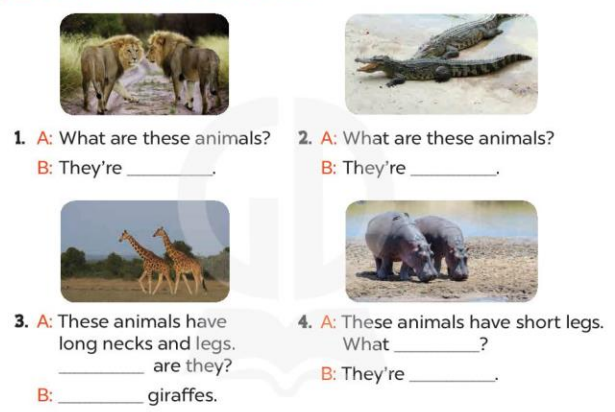 1. A: What are these animals?
B: They're _________.
2. A: What are these animals?
B: They're _________.
3. A: These animals have
long necks and legs.
_________ are they?
B: _________ giraffes.
4. A: These animals have short legs.
What _________?
B: They're _________.